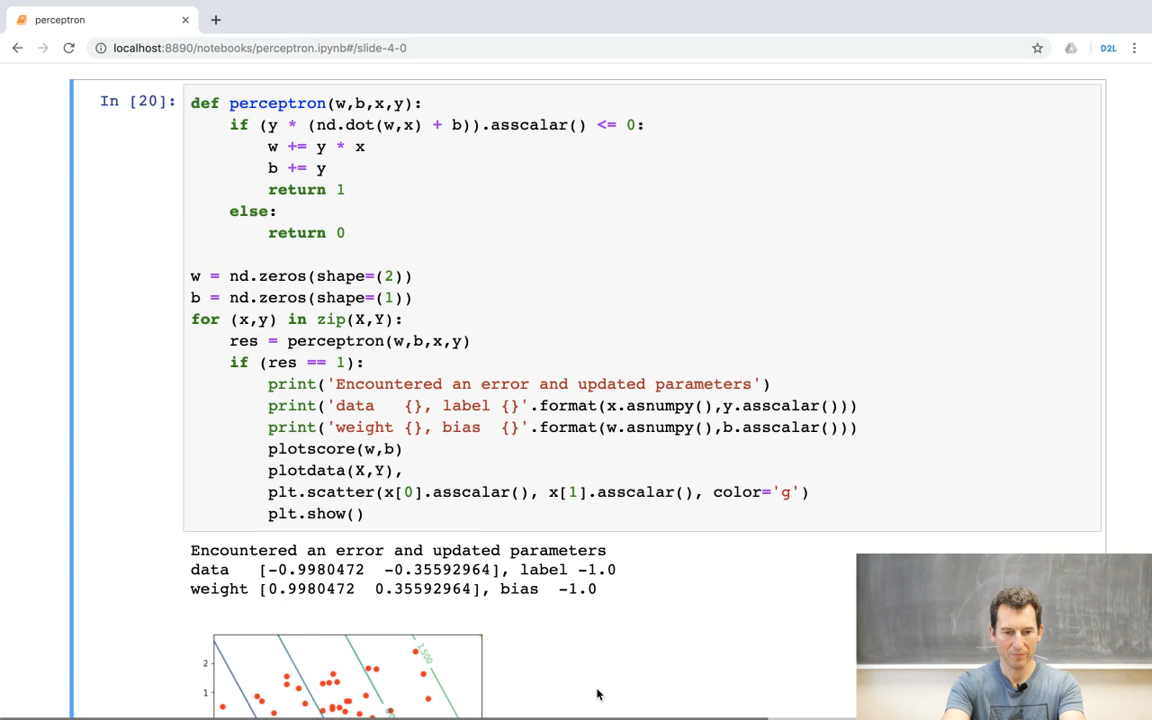 perceptron
localhost:8890/notebooks/perceptron.ipynb#/slide-4-0
D2L
In [20]:
def perceptron(w,b,x,y):
    if (y * (nd.dot(w,x) + b)).asscalar() <= 0:
        w += y * x
        b += y
        return 1
    else:
        return 0
w = nd.zeros(shape=(2))
b = nd.zeros(shape=(1))
for (x,y) in zip(X,Y):
    res = perceptron(w,b,x,y)
    if (res == 1):
        print('Encountered an error and updated parameters')
        print('data   {}, label {}'.format(x.asnumpy(),y.asscalar()))
        print('weight {}, bias  {}'.format(w.asnumpy(),b.asscalar()))
        plotscore(w,b)
        plotdata(X,Y),
        plt.scatter(x[0].asscalar(), x[1].asscalar(), color='g')
        plt.show()
Encountered an error and updated parameters
data   [-0.9980472  -0.35592964], label -1.0
weight [0.9980472  0.35592964], bias  -1.0
1.500
2
1